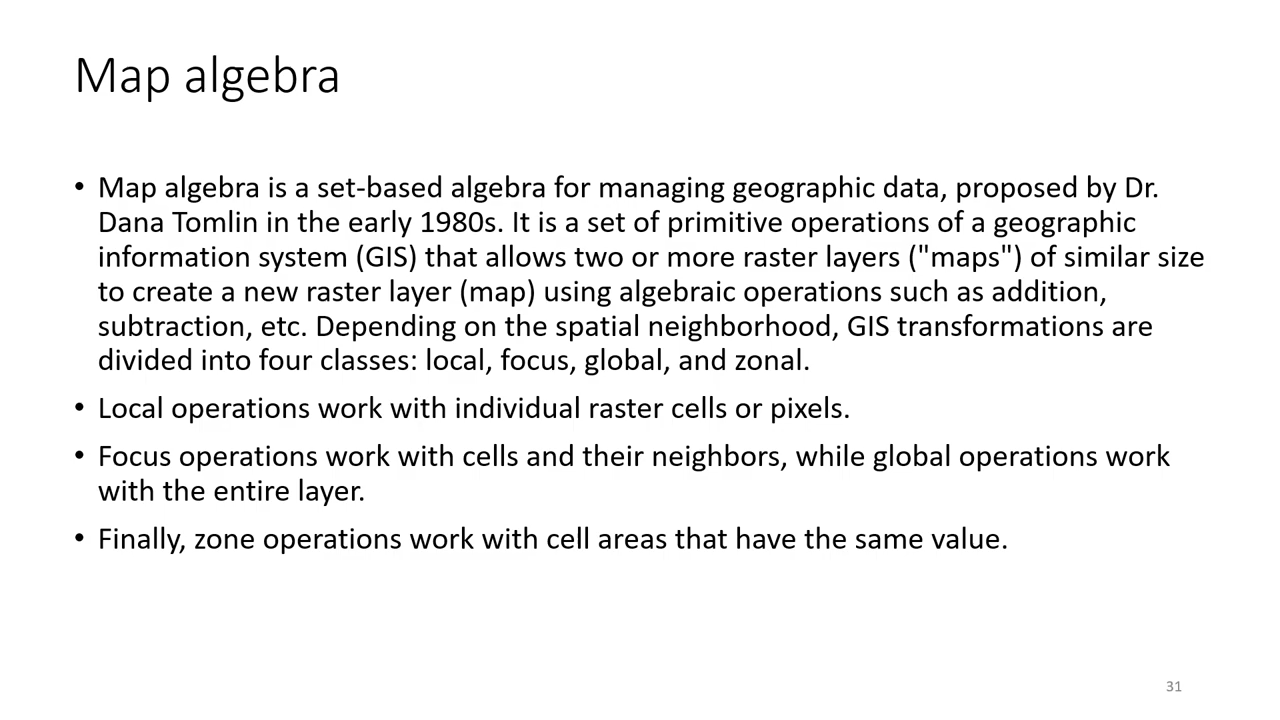 Map algebra
• Map algebra is a set-based algebra for managing geographic data, proposed by Dr.
Dana Tomlin in the early 1980s. It is a set of primitive operations of a geographic
information system (GIS) that allows two or more raster layers ("maps") of similar size
to create a new raster layer (map) using algebraic operations such as addition,
subtraction, etc. Depending on the spatial neighborhood, GIS transformations are
divided into four classes: local, focus, global, and zonal.
• Local operations work with individual raster cells or pixels.
• Focus operations work with cells and their neighbors, while global operations work
with the entire layer.
• Finally, zone operations work with cell areas that have the same value.
31